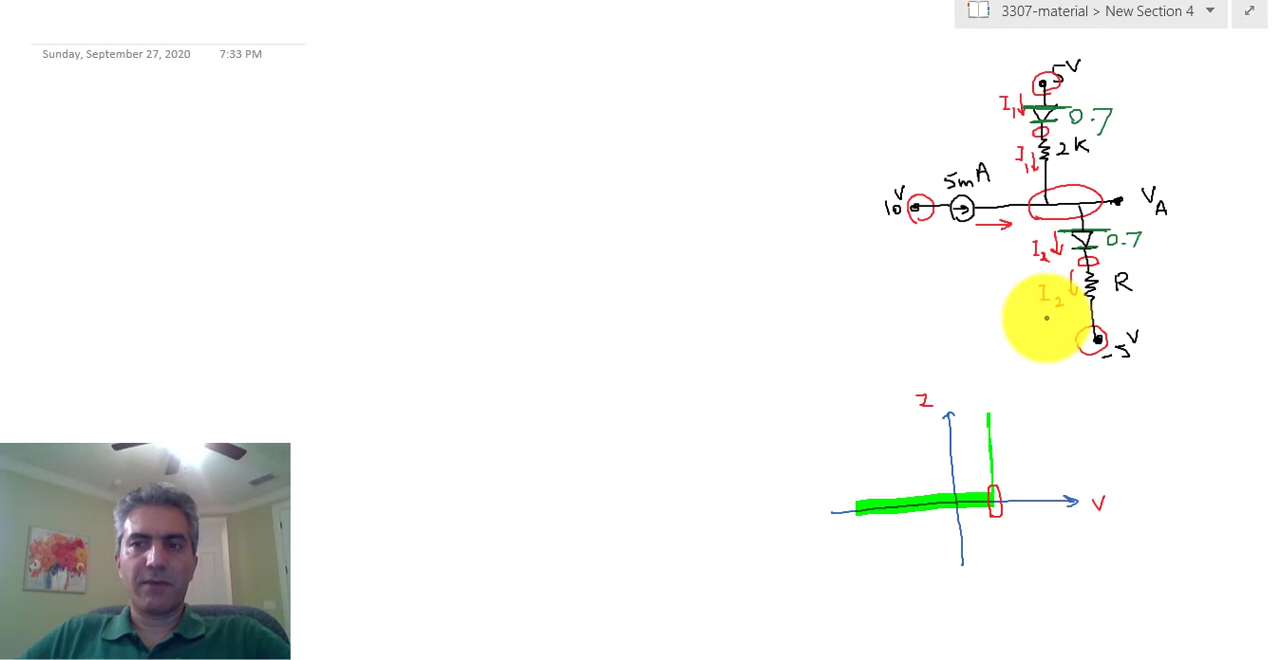 3307-material > New Section 4
Sunday, September 27, 2020 7:33 PM
5V
I1
0.7
I1
2K
5mA
10V
VA
I2
0.7
I2
R
-5V
I
V